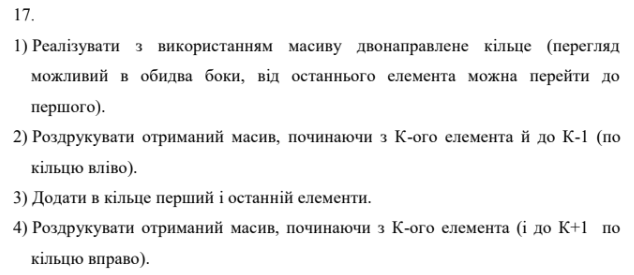 17.
1) Реалізувати з використанням масиву двонаправлене кільце (перегляд
можливий в обидва боки, від останнього елемента можна перейти до
першого).
2) Роздрукувати отриманий масив, починаючи з К-ого елемента й до К-1 (по
кільцю вліво).
3) Додати в кільце перший і останній елементи.
4) Роздрукувати отриманий масив, починаючи з К-ого елемента (і до К+1 по
кільцю вправо).